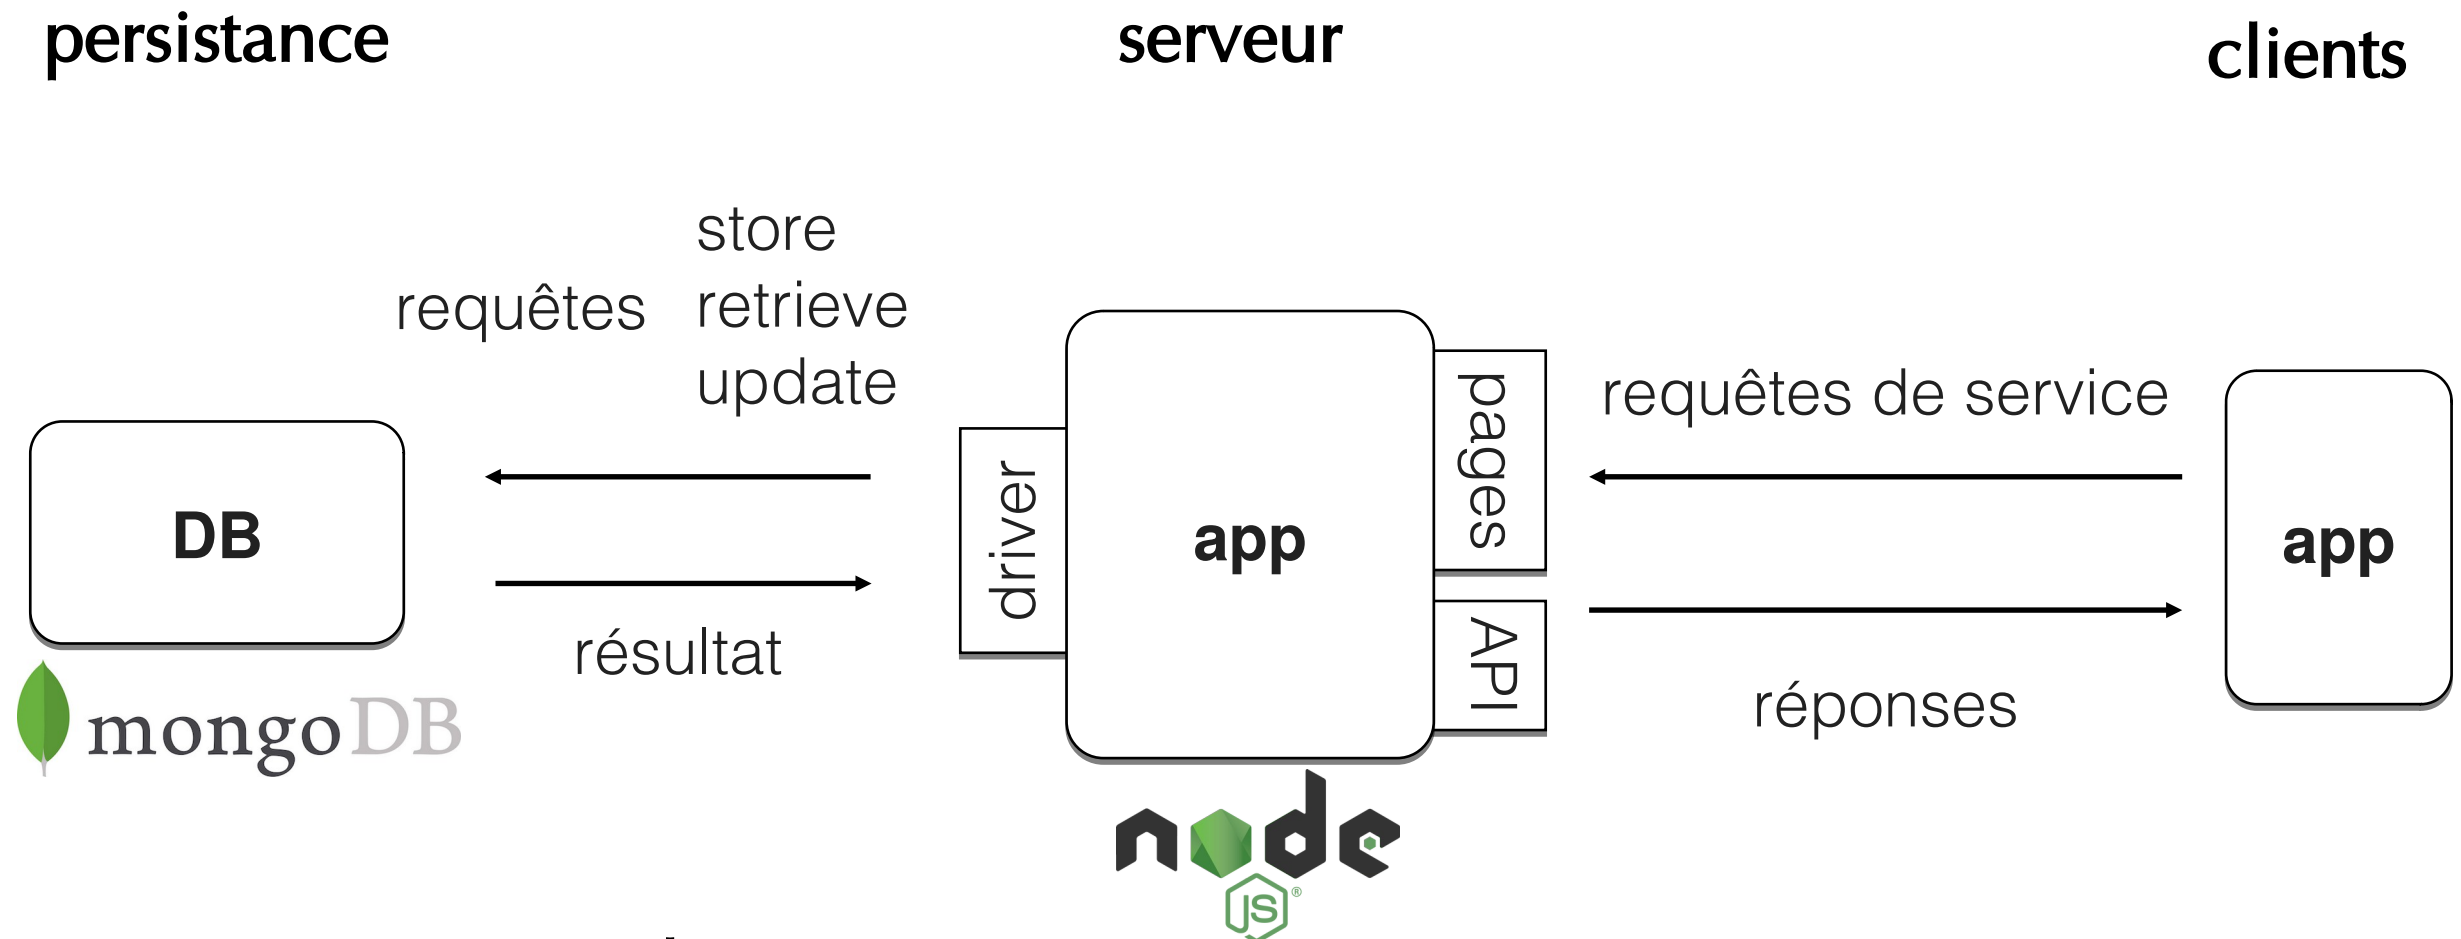 persistance
serveur
clients
store
requêtes
retrieve
update
DB
résultat
mongoDB
driver
app
pages
API
node
JS
®
requêtes de service
réponses
app